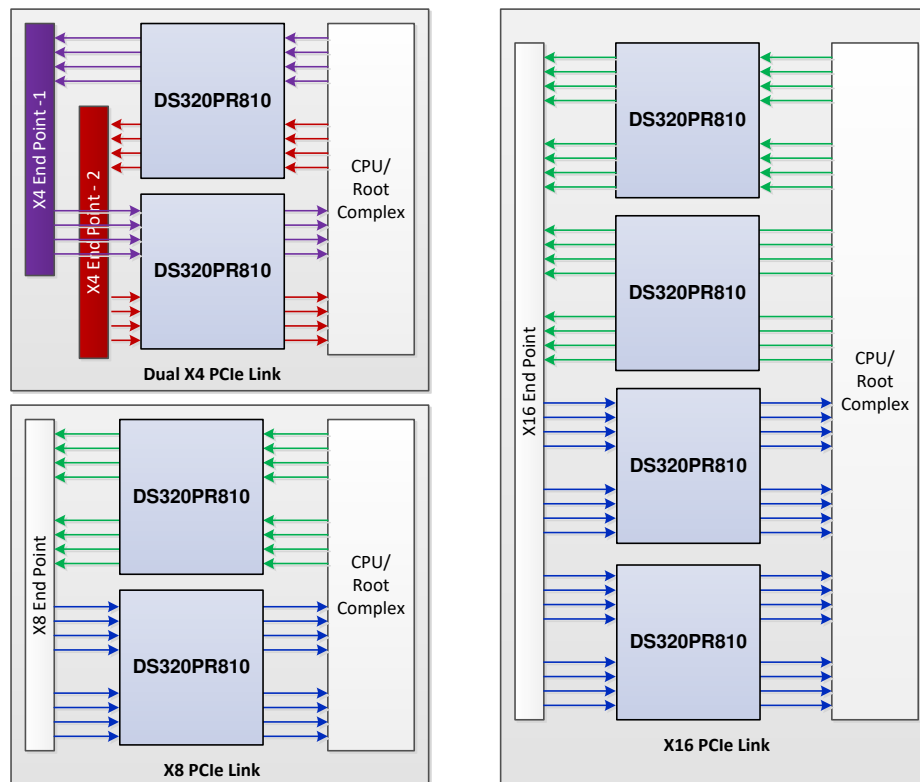 X4 End Point -1
X4 End Point - 2
DS320PR810
DS320PR810
CPU/
Root
Complex
Dual X4 PCIe Link
X8 End Point
DS320PR810
DS320PR810
CPU/
Root
Complex
X8 PCIe Link
X16 End Point
DS320PR810
DS320PR810
DS320PR810
DS320PR810
CPU/
Root
Complex
X16 PCIe Link